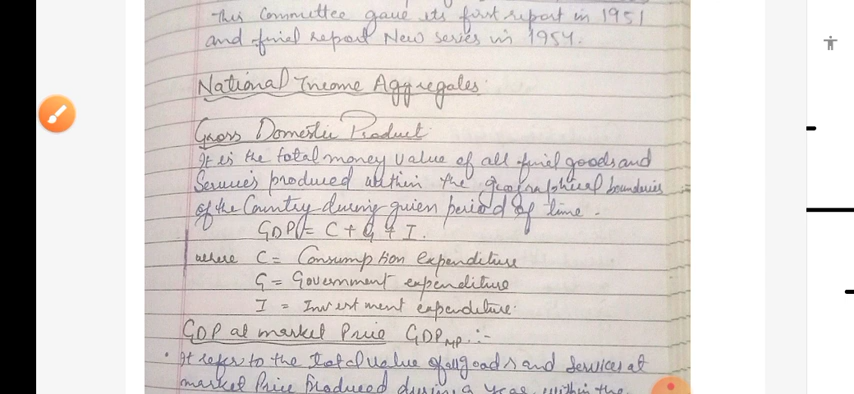 This Committee gave its first report in 1951
and final report New series in 1954.
National Income Aggregates
Gross Domestic Product
It is the total money value of all final goods and
Services produced within the geographical boundaries
of the Country during given period of time.
GDP = C + G + I.
where C = Consumption Expenditure
G = Government expenditure
I = Investment expenditure.
GDP at market Price GDPMP :-
• It refer to the total value of all goods and services at
market Price produced during a year within the